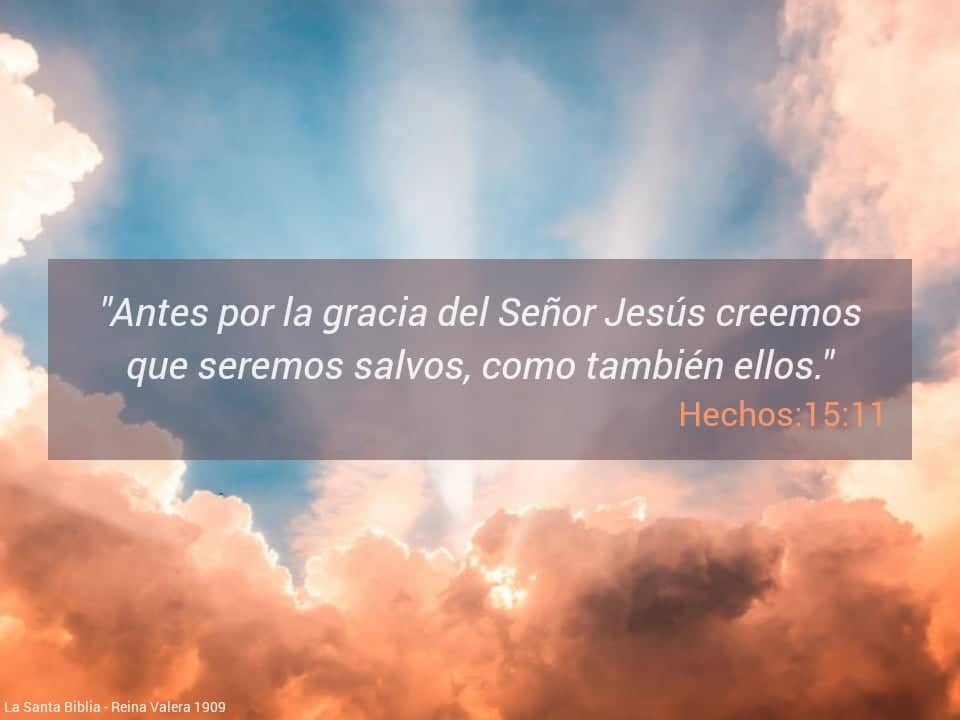 "Antes por la gracia del Señor Jesús creemos
que seremos salvos, como también ellos."
Hechos:15:11
La Santa Biblia - Reina Valera 1909